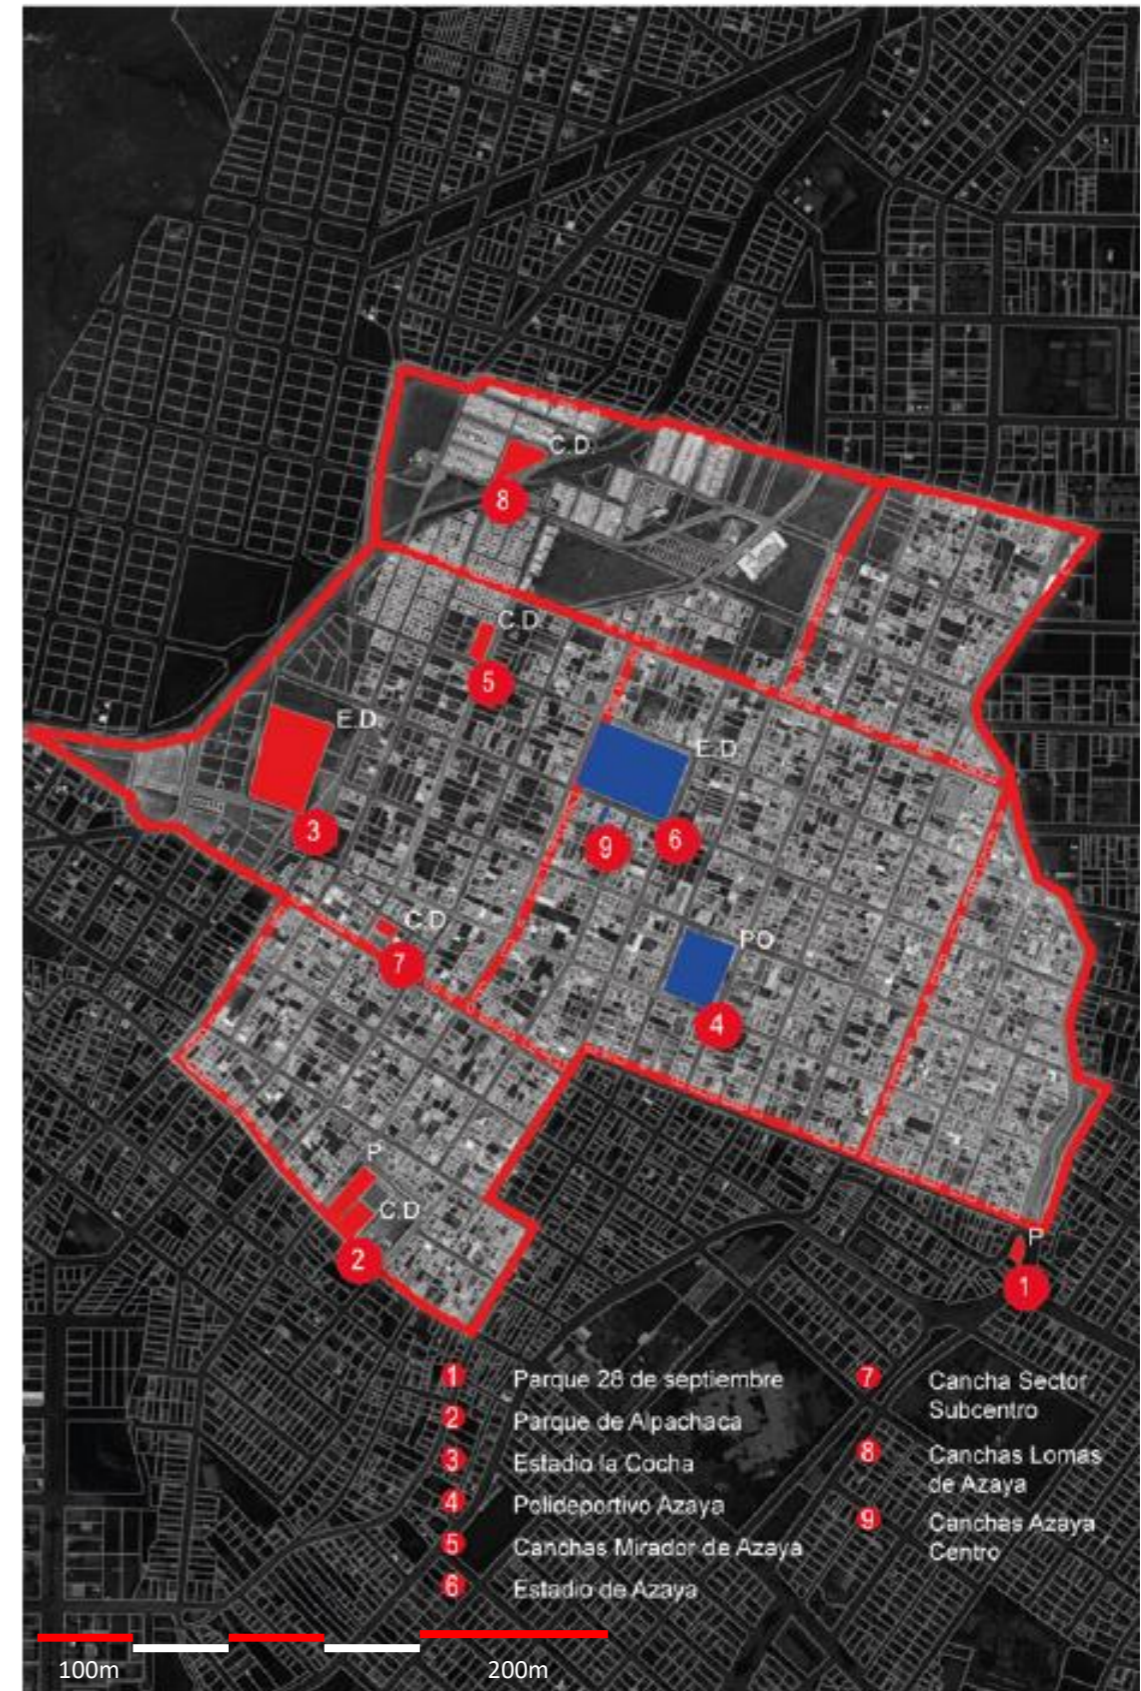 C.D.
8
C.D.
5
E.D.
E.D.
3
9
6
C.D
PO
7
4
P
C.D
2
P
1
1 Parque 28 de septiembre
2 Parque de Alpachaca
3 Estadio la Cocha
4 Polideportivo Azaya
5 Canchas Mirador de Azaya
6 Estadio de Azaya
7 Cancha Sector
Subcentro
8 Canchas Lomas
de Azaya
9 Canchas Azaya
Centro
100m
200m